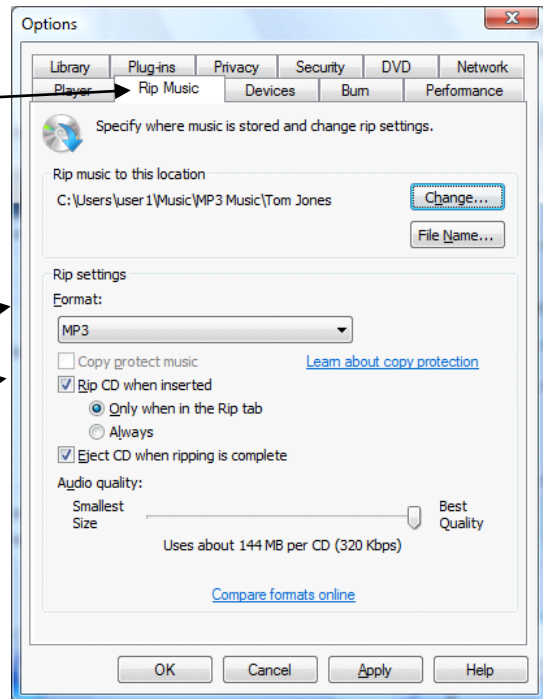 Options
Library Plug-ins Privacy Security DVD Network
Player Rip Music Devices Burn Performance
Specify where music is stored and change rip settings.
Rip music to this location
C:\Users\user1\Music\MP3 Music\Tom Jones
Change...
File Name...
Rip settings
Format:
MP3
Copy protect music Learn about copy protection
Rip CD when inserted
Only when in the Rip tab
Always
Eject CD when ripping is complete
Audio quality:
Smallest Size
Best Quality
Uses about 144 MB per CD (320 Kbps)
Compare formats online
OK Cancel Apply Help